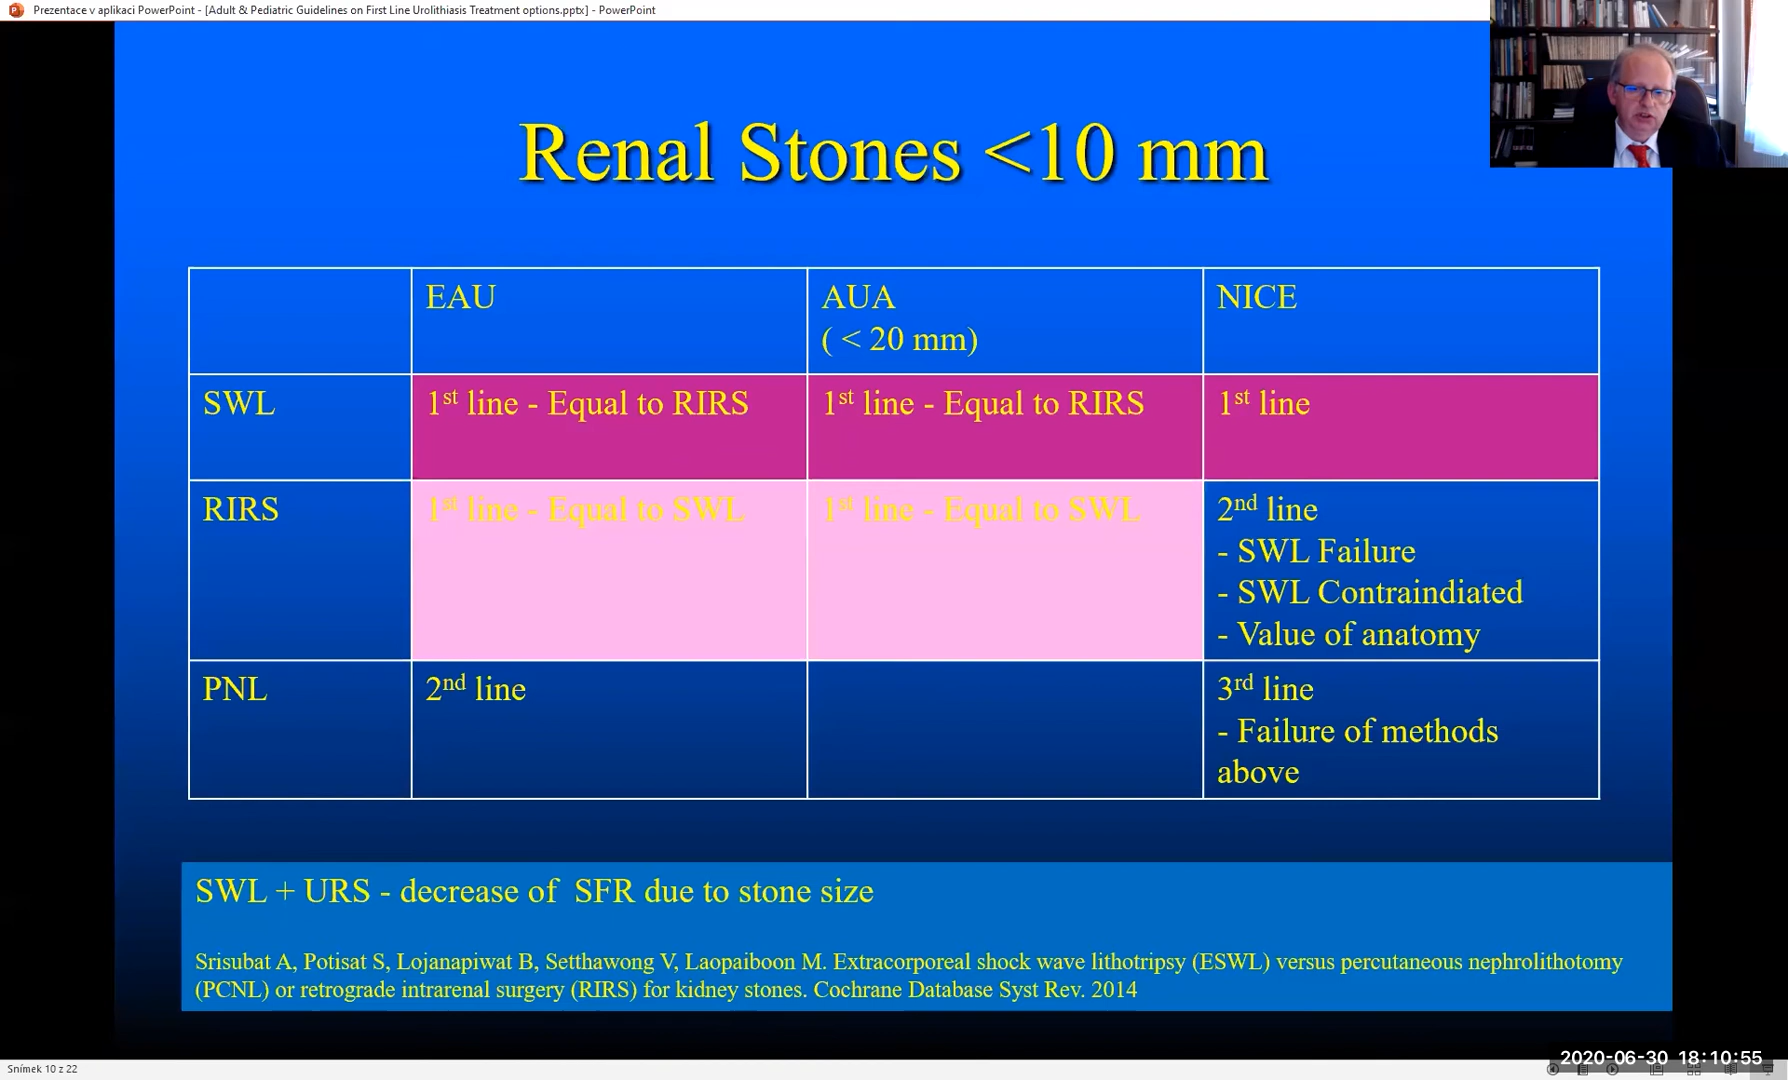 Prezentace v aplikaci PowerPoint - [Adult & Pediatric Guidelines on First Line Urolithiasis Treatment options.pptx] - PowerPoint
Renal Stones <10 mm
EAU
AUA
( < 20 mm)
NICE
SWL
1st line - Equal to RIRS
1st line - Equal to RIRS
1st line
RIRS
1st line - Equal to SWL
1st line - Equal to SWL
2nd line
- SWL Failure
- SWL Contraindiated
- Value of anatomy
PNL
2nd line
3rd line
- Failure of methods
above
SWL + URS - decrease of SFR due to stone size
Srisubat A, Potisat S, Lojanapiwat B, Setthawong V, Laopaiboon M. Extracorporeal shock wave lithotripsy (ESWL) versus percutaneous nephrolithotomy
(PCNL) or retrograde intrarenal surgery (RIRS) for kidney stones. Cochrane Database Syst Rev. 2014
2020-06-30 18:10:55
Snímek 10 z 22